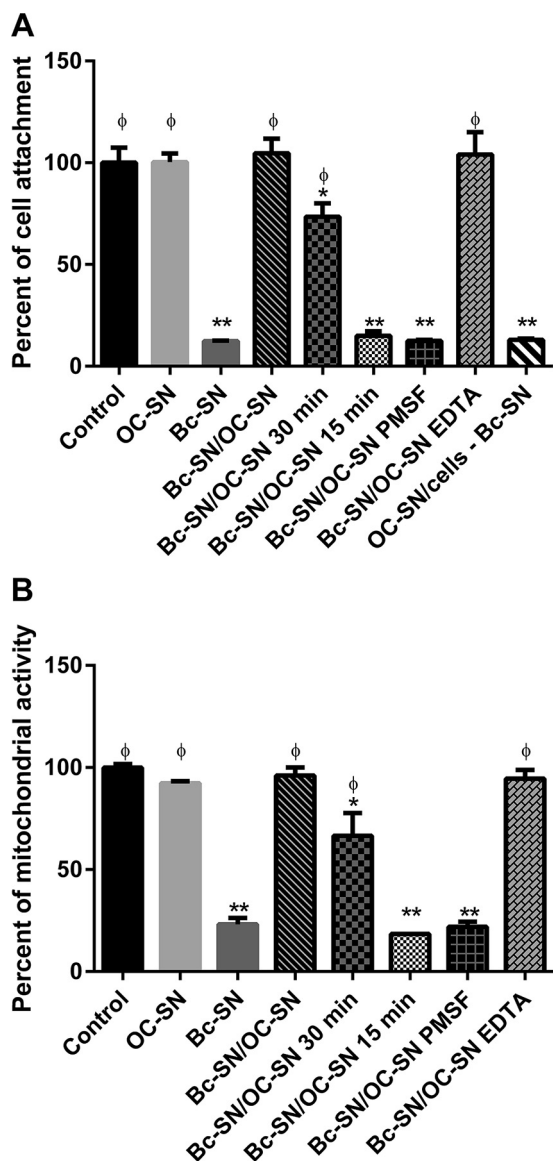 A
Percent of cell attachment
150
100
50
0
ϕ ϕ ** ϕ ϕ * ** ** ϕ **
Control
OC-SN
Bc-SN
Bc-SN/OC-SN
Bc-SN/OC-SN 30 min
Bc-SN/OC-SN 15 min
Bc-SN/OC-SN PMSF
Bc-SN/OC-SN EDTA
OC-SN/cells - Bc-SN
B
Percent of mitochondrial activity
150
100
50
0
ϕ ϕ ** ϕ ϕ * ** ** ϕ
Control
OC-SN
Bc-SN
Bc-SN/OC-SN
Bc-SN/OC-SN 30 min
Bc-SN/OC-SN 15 min
Bc-SN/OC-SN PMSF
Bc-SN/OC-SN EDTA